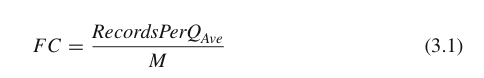 FC = RecordsPerQ_Ave / M (3.1)